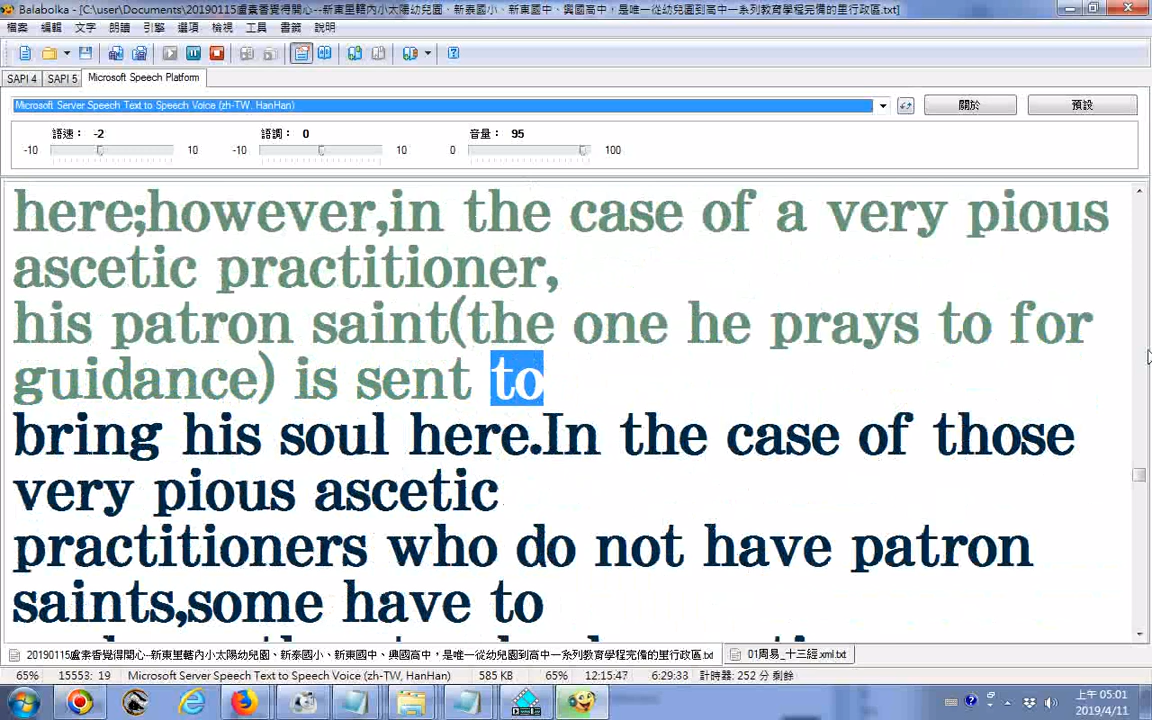 Balabolka - [C:\user\Documents\20190115盧素香覺得開心--新東里轄內小太陽幼兒園、新泰國小、新東國中、興國高中，是唯一從幼兒園到高中一系列教育學程完備的里行政區.txt]
檔案 編輯 文字 朗讀 引擎 選項 檢視 工具 書籤 說明
SAPI 4 SAPI 5 Microsoft Speech Platform
Microsoft Server Speech Text to Speech Voice (zh-TW, HanHan) 關於 預設
語速： -2 語調： 0 音量： 95
-10 10 -10 10 0 100
here;however,in the case of a very pious
ascetic practitioner,
his patron saint(the one he prays to for
guidance) is sent to
bring his soul here.In the case of those
very pious ascetic
practitioners who do not have patron
saints,some have to
20190115盧素香覺得開心--新東里轄內小太陽幼兒園、新泰國小、新東國中、興國高中，是唯一從幼兒園到高中一系列教育學程完備的里行政區.txt 01周易_十三經.xml.txt
65% 15553: 19 Microsoft Server Speech Text to Speech Voice (zh-TW, HanHan) 585 KB 65% 12:15:47 6:29:33 計時器: 252 分 剩餘
上午 05:01
2019/4/11